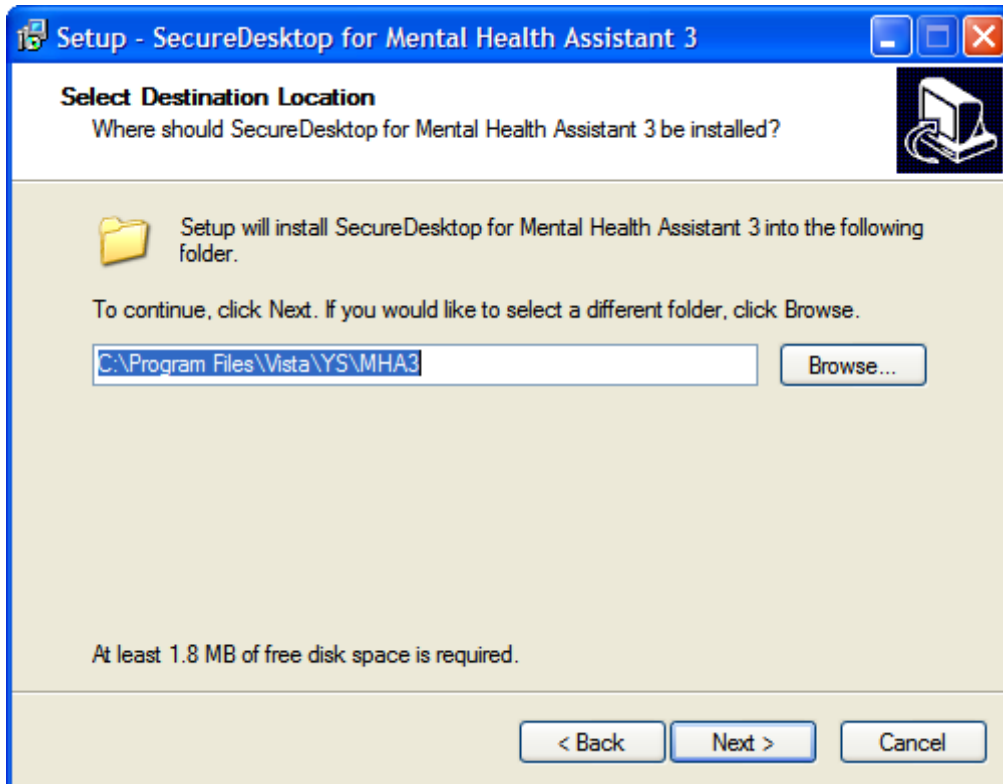 Setup - SecureDesktop for Mental Health Assistant 3
Select Destination Location
Where should SecureDesktop for Mental Health Assistant 3 be installed?
Setup will install SecureDesktop for Mental Health Assistant 3 into the following
folder.
To continue, click Next. If you would like to select a different folder, click Browse.
C:\Program Files\Vista\YS\MHA3
Browse...
At least 1.8 MB of free disk space is required.
< Back
Next >
Cancel